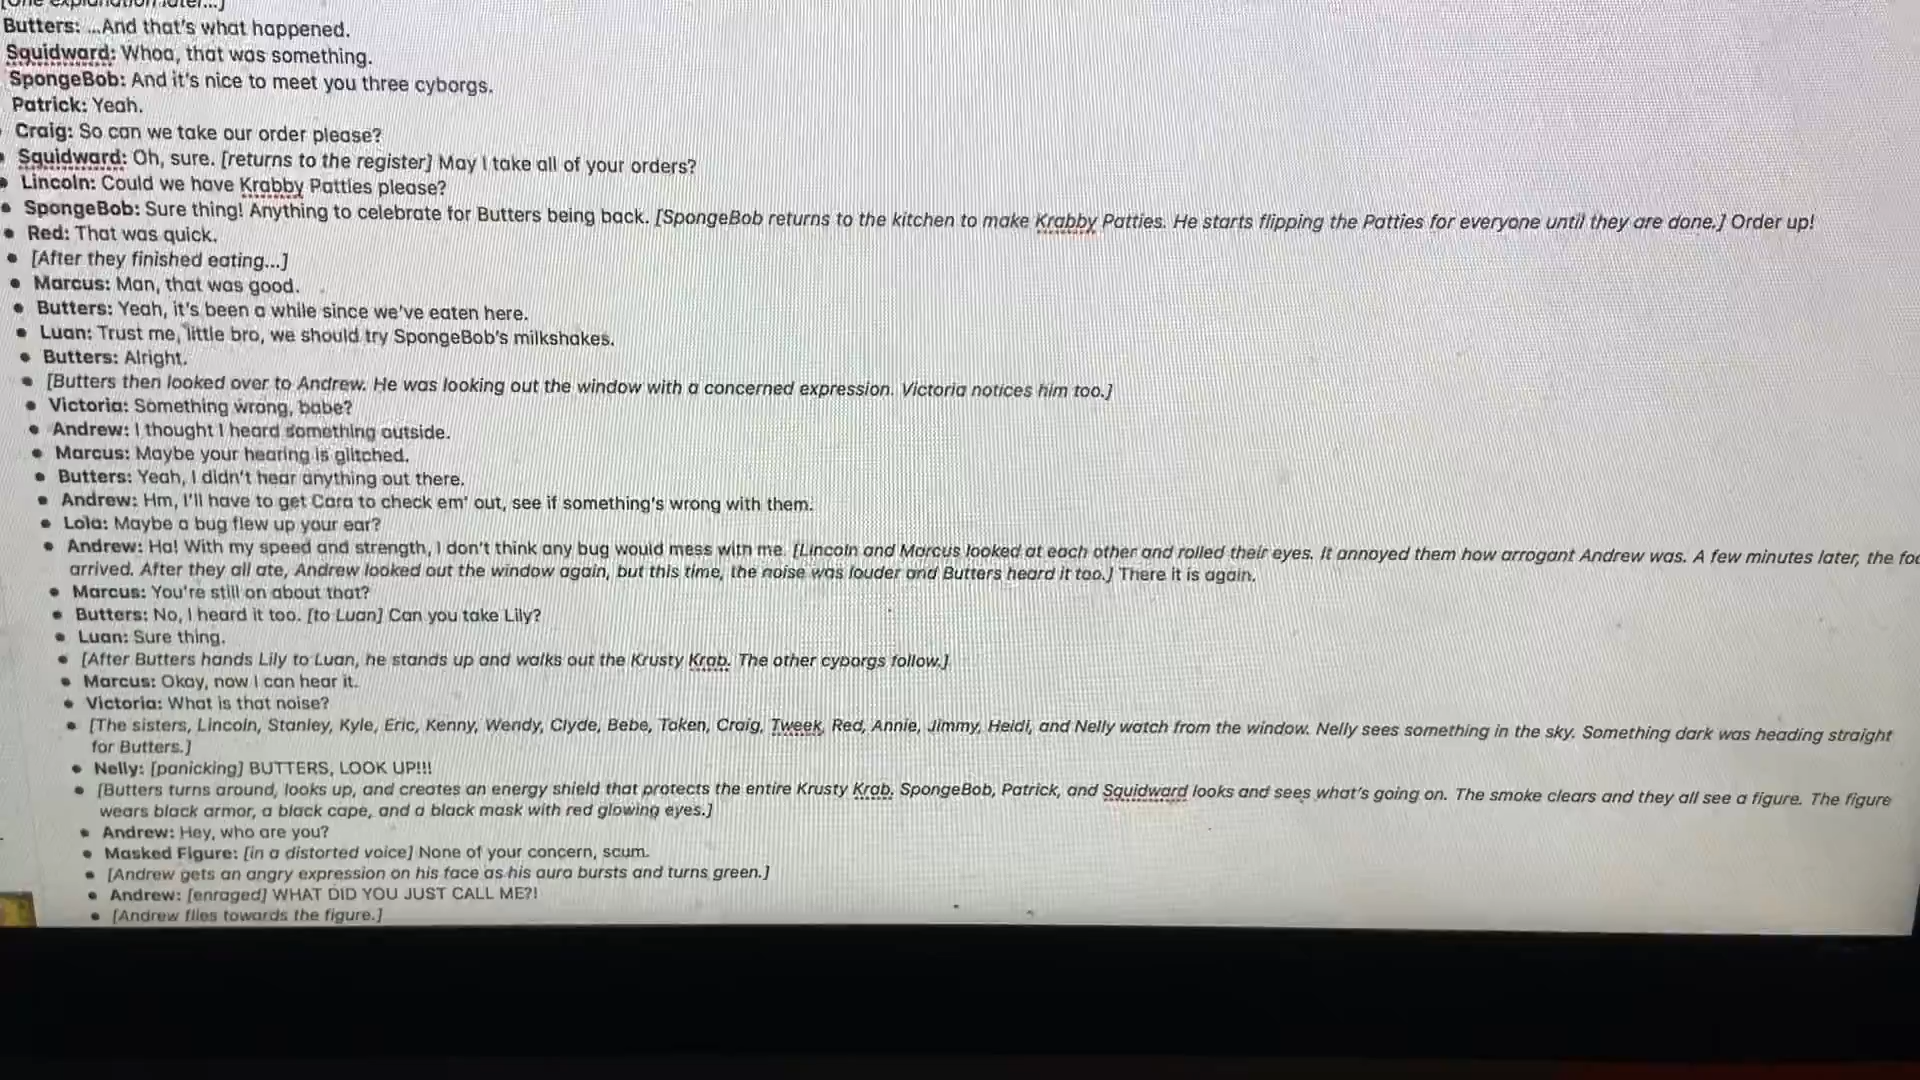 [One explanation later...]
Butters: ...And that's what happened.
Squidward: Whoa, that was something.
SpongeBob: And it's nice to meet you three cyborgs.
Patrick: Yeah.
Craig: So can we take our order please?
Squidward: Oh, sure. [returns to the register] May I take all of your orders?
Lincoln: Could we have Krabby Patties please?
SpongeBob: Sure thing! Anything to celebrate for Butters being back. [SpongeBob returns to the kitchen to make Krabby Patties. He starts flipping the Patties for everyone until they are done.] Order up!
Red: That was quick.
[After they finished eating...]
Marcus: Man, that was good.
Butters: Yeah, it's been a while since we've eaten here.
Luan: Trust me, little bro, we should try SpongeBob's milkshakes.
Butters: Alright.
[Butters then looked over to Andrew. He was looking out the window with a concerned expression. Victoria notices him too.]
Victoria: Something wrong, babe?
Andrew: I thought I heard something outside.
Marcus: Maybe your hearing is glitched.
Butters: Yeah, I didn't hear anything out there.
Andrew: Hm, I'll have to get Cara to check em' out, see if something's wrong with them.
Lola: Maybe a bug flew up your ear?
Andrew: Ha! With my speed and strength, I don't think any bug would mess with me. [Lincoln and Marcus looked at each other and rolled their eyes. It annoyed them how arrogant Andrew was. A few minutes later, the
arrived. After they all ate, Andrew looked out the window again, but this time, the noise was louder and Butters heard it too.] There it is again.
Marcus: You're still on about that?
Butters: No, I heard it too. [to Luan] Can you take Lily?
Luan: Sure thing.
[After Butters hands Lily to Luan, he stands up and walks out the Krusty Krab. The other cyborgs follow.]
Marcus: Okay, now I can hear it.
Victoria: What is that noise?
[The sisters, Lincoln, Stanley, Kyle, Eric, Kenny, Wendy, Clyde, Bebe, Token, Craig, Tweek, Red, Annie, Jimmy, Heidi, and Nelly watch from the window. Nelly sees something in the sky. Something dark was heading straight
for Butters.]
Nelly: [panicking] BUTTERS, LOOK UP!!!
[Butters turns around, looks up, and creates an energy shield that protects the entire Krusty Krab. SpongeBob, Patrick, and Squidward looks and sees what's going on. The smoke clears and they all see a figure. The figure
wears black armor, a black cape, and a black mask with red glowing eyes.]
Andrew: Hey, who are you?
Masked Figure: [in a distorted voice] None of your concern, scum.
[Andrew gets an angry expression on his face as his aura bursts and turns green.]
Andrew: [enraged] WHAT DID YOU JUST CALL ME?!
[Andrew flies towards the figure.]